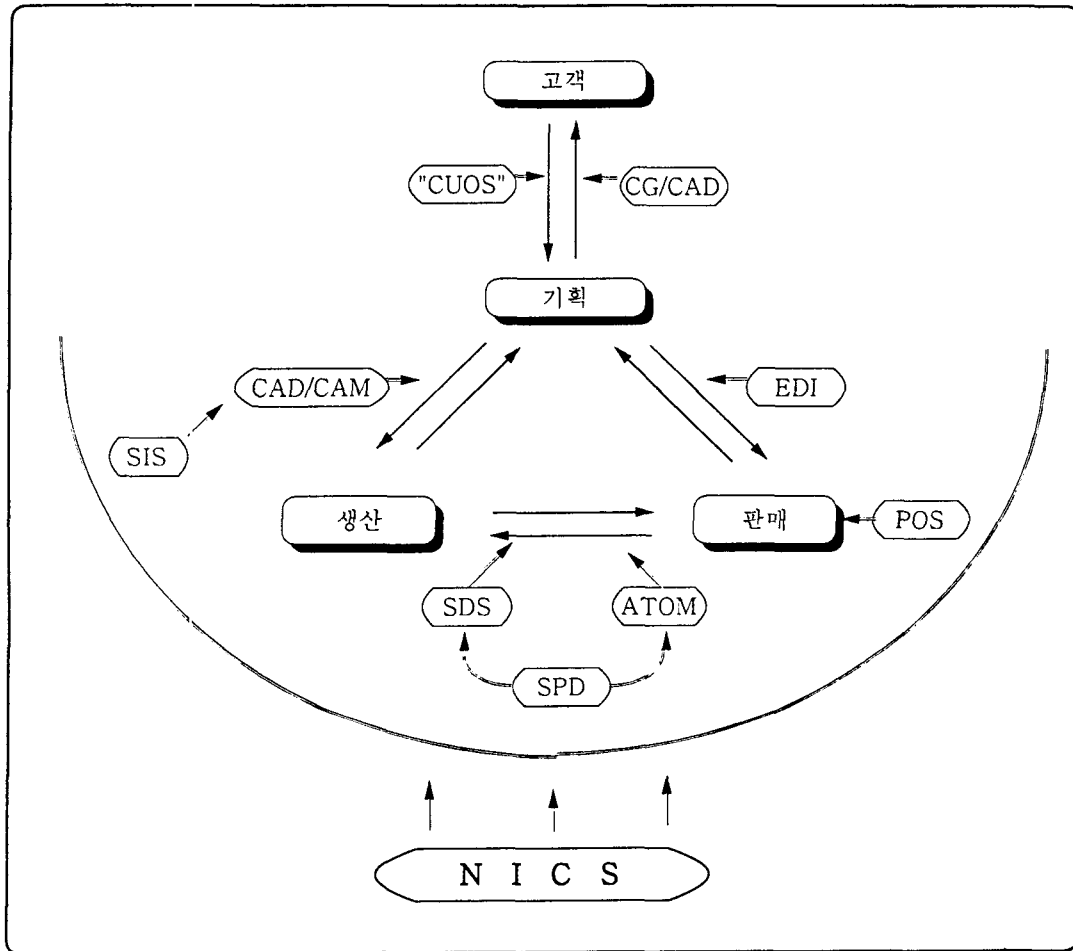 고객
"CUOS"
CG/CAD
기획
CAD/CAM
EDI
SIS
생산
판매
POS
SDS
ATOM
SPD
N I C S